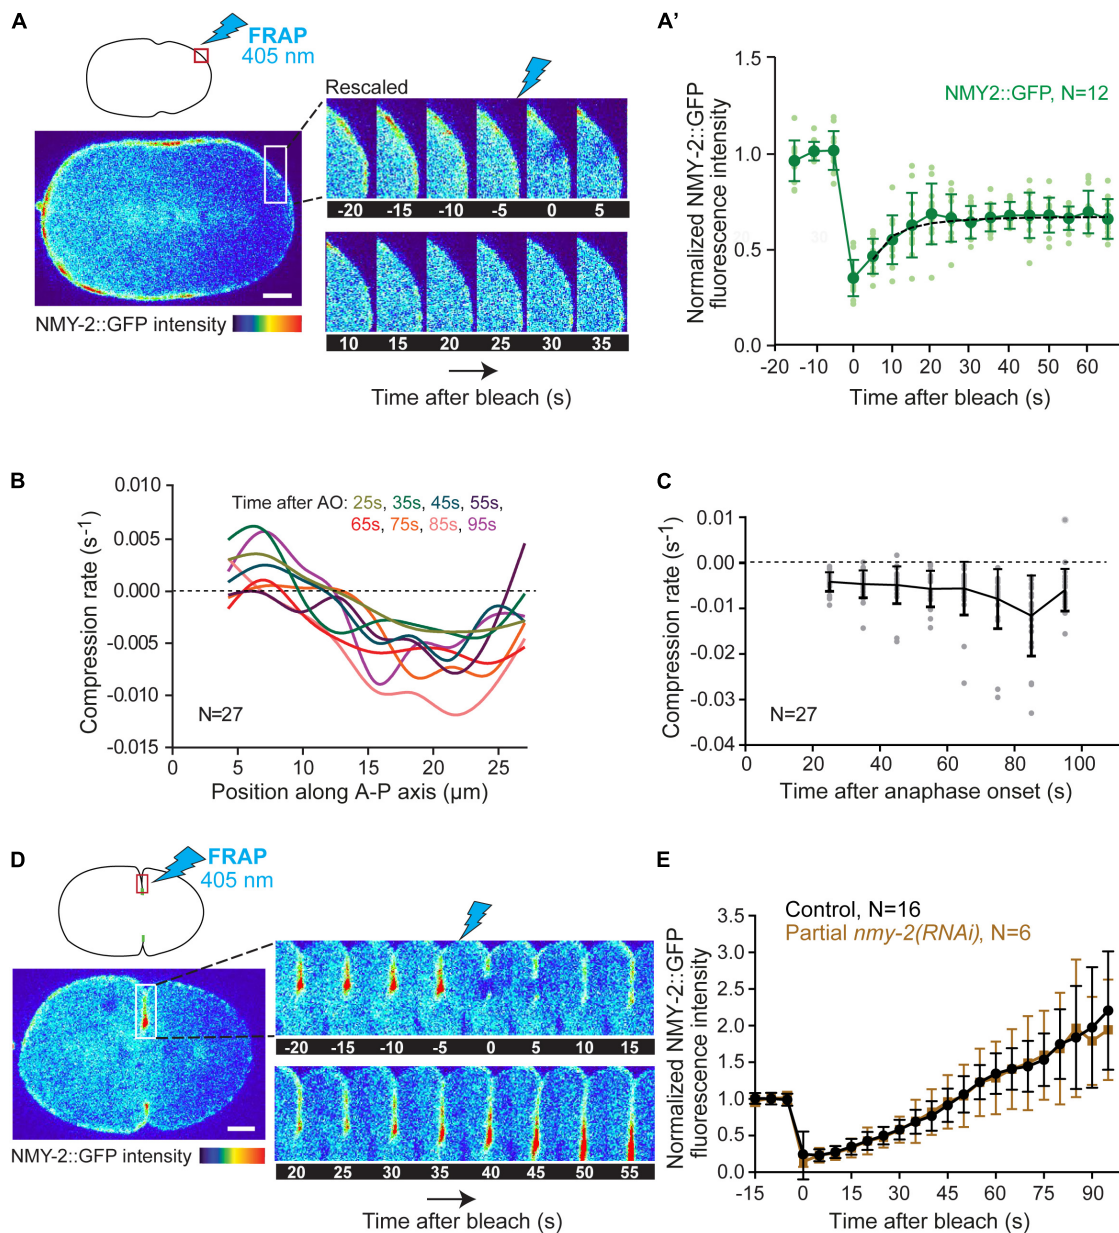 A
FRAP
405 nm
Rescaled
-20 -15 -10 -5 0 5
10 15 20 25 30 35
NMY-2::GFP intensity
Time after bleach (s)
A'
Normalized NMY-2::GFP
fluorescence intensity
NMY2::GFP, N=12
1.5
1.0
0.5
0.0
-20 -10 0 10 20 30 40 50 60
Time after bleach (s)
B
Compression rate (s-1)
0.010
0.005
0.000
-0.005
-0.010
-0.015
Time after AO: 25s, 35s, 45s, 55s,
65s, 75s, 85s, 95s
N=27
0 5 10 15 20 25
Position along A-P axis (µm)
C
Compression rate (s-1)
0.01
0.00
-0.01
-0.02
-0.03
-0.04
N=27
0 20 40 60 80 100
Time after anaphase onset (s)
D
FRAP
405 nm
-20 -15 -10 -5 0 5 10 15
20 25 30 35 40 45 50 55
NMY-2::GFP intensity
Time after bleach (s)
E
Normalized NMY-2::GFP
fluorescence intensity
Control, N=16
Partial nmy-2(RNAi), N=6
3.5
3.0
2.5
2.0
1.5
1.0
0.5
0.0
-15 0 15 30 45 60 75 90
Time after bleach (s)